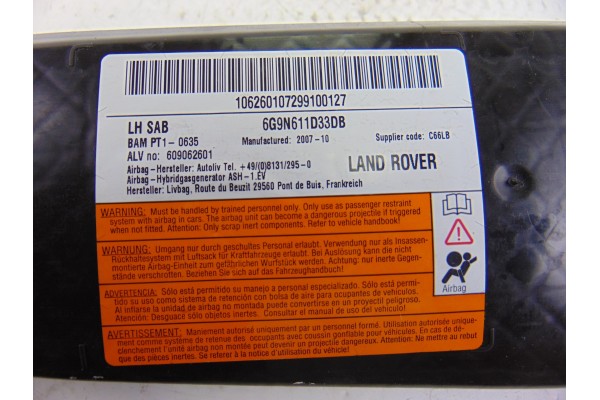 106260107299100127
LH SAB 6G9N611D33DB
BAM PT1- 0635 Manufactured: 2007-10 Supplier code: C66LB
ALV no: 609062601
Airbag-Hersteller: Autoliv Tel. +49/(0)8131/295-0
Airbag-Hybridgasgenerator ASH-1.EV
Hersteller: Livbag, Route du Beuzit 29560 Pont de Buis, Frankreich
LAND ROVER
WARNING: Must be handled by trained personnel only. Only use as passenger restraint
system with airbag in cars. The airbag unit can become a dangerous projectile if triggered
when not fitted. Attention: Only scrap inert components. Refer to vehicle handbook!
WARNUNG: Umgang nur durch geschultes Personal erlaubt. Verwendung nur als Insassen-
Rückhaltesystem mit Luftsack für Kraftfahrzeuge erlaubt. Bei Auslösung kann die nicht
montierte Airbag-Einheit zum gefährlichen Wurfstück werden. Achtung: Nur inerte Gegen-
stände verschrotten. Beziehen Sie sich auf das Fahrzeughandbuch!
ADVERTENCIA: Sólo está permitido su manejo a personal especializado. Sólo está permi-
tido su uso como sistema de retención con bolsa de aire para ocupantes de vehículos.
Al inflarse la unidad de airbag no montada puede convertirse en un proyectil peligroso.
Atención: Desguace sólo objetos inertes. Consultar el manual de uso del vehículo!
AVERTISSEMENT: Maniement autorisé uniquement par un personnel formé. Utilisation auto-
risée uniquement comme système de retenue des occupants avec coussin gonflable pour véhicules. En cas de dé-
clenchement l'unité airbag non montée peut devenir un projectile dangereux. Attention:
Ne mettre au rebut que des objets inertes. Se reporter au manuel du véhicule!
Airbag